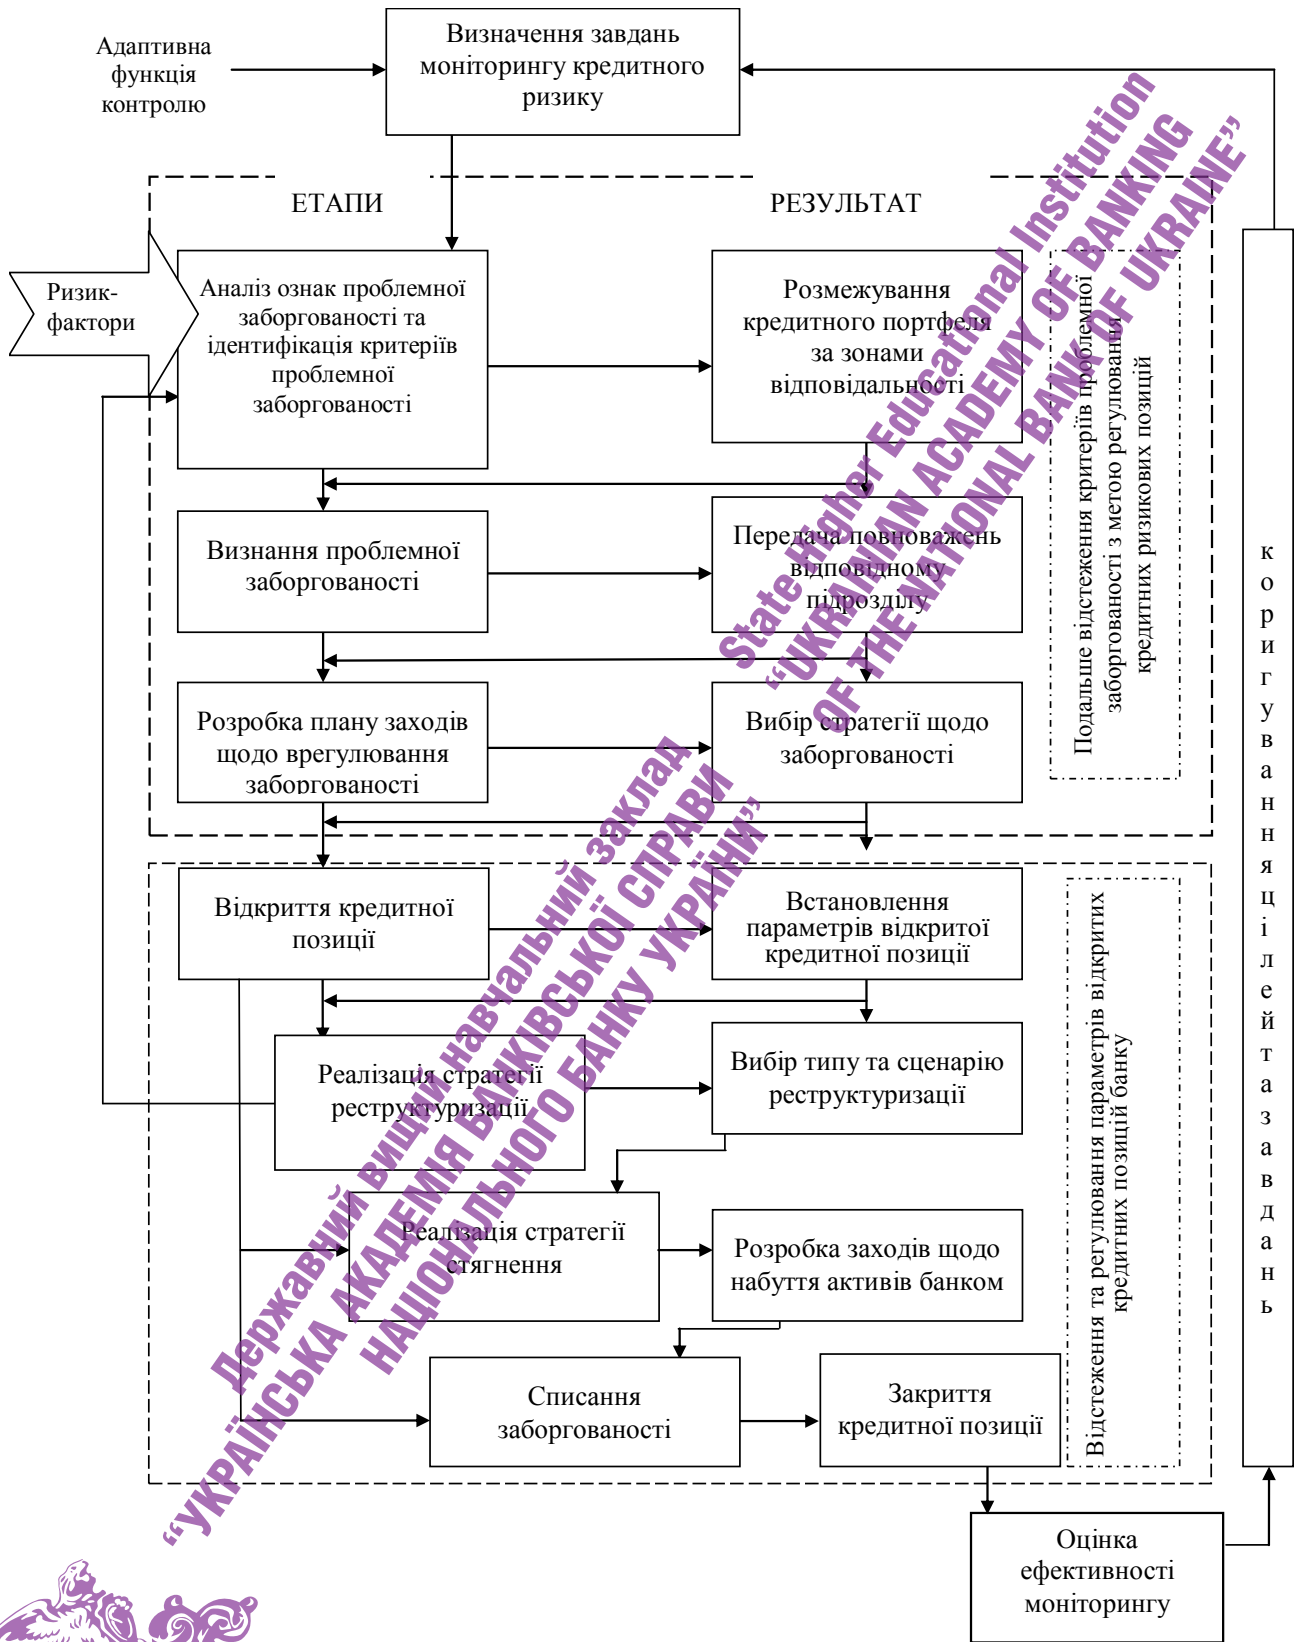 Адаптивна
функція
контролю
Визначення завдань
моніторингу кредитного
ризику
ЕТАПИ
РЕЗУЛЬТАТ
Ризик-
фактори
Аналіз ознак проблемної
заборгованості та
ідентифікація критеріїв
проблемної
заборгованості
Розмежування
кредитного портфеля
за зонами
відповідальності
Визнання проблемної
заборгованості
Передача повноважень
відповідному
підрозділу
Розробка плану заходів
щодо врегулювання
заборгованості
Вибір стратегії щодо
заборгованості
Подальше відстеження критеріїв проблемної
заборгованості з метою регулювання
кредитних ризикових позицій
Відкриття кредитної
позиції
Встановлення
параметрів відкритої
кредитної позиції
Реалізація стратегії
реструктуризації
Вибір типу та сценарію
реструктуризації
Реалізація стратегії
стягнення
Розробка заходів щодо
набуття активів банком
Списання
заборгованості
Закриття
кредитної позиції
Відстеження та регулювання параметрів відкритих
кредитних позицій банку
Оцінка
ефективності
моніторингу
к
о
р
и
г
у
в
а
н
н
я
ц
і
л
е
й
т
а
з
а
в
д
а
н
ь
State Higher Educational Institution
“UKRAINIAN ACADEMY OF BANKING
OF THE NATIONAL BANK OF UKRAINE”
Державний вищий навчальний заклад
“УКРАЇНСЬКА АКАДЕМІЯ БАНКІВСЬКОЇ СПРАВИ
НАЦІОНАЛЬНОГО БАНКУ УКРАЇНИ”